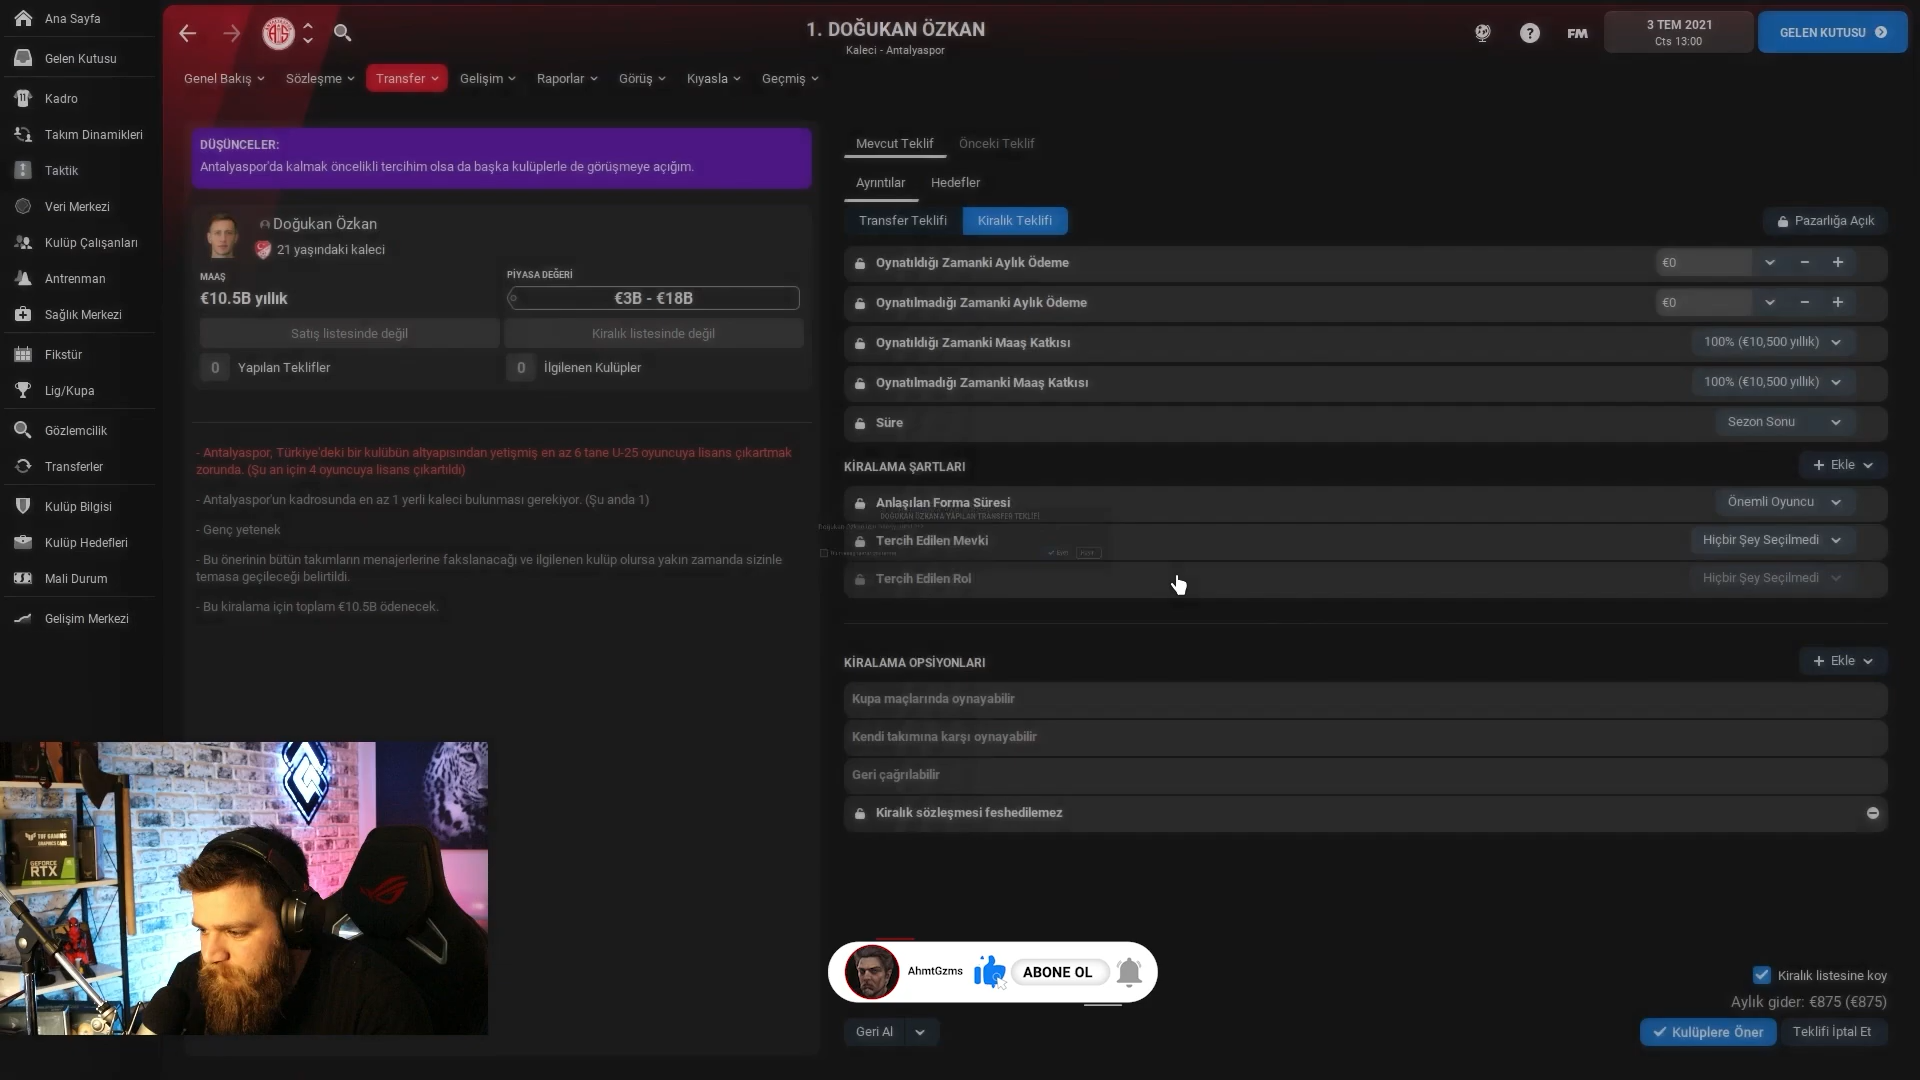 Ana Sayfa
Gelen Kutusu
Kadro
Takım Dinamikleri
Taktik
Veri Merkezi
Kulüp Çalışanları
Antrenman
Sağlık Merkezi
Fikstür
Lig/Kupa
Gözlemcilik
Transferler
Kulüp Bilgisi
Kulüp Hedefleri
Mali Durum
Gelişim Merkezi
1. DOĞUKAN ÖZKAN
Kaleci - Antalyaspor
FM
3 TEM 2021
Cts 13:00
GELEN KUTUSU
Genel Bakış
Sözleşme
Transfer
Gelişim
Raporlar
Görüş
Kıyasla
Geçmiş
DÜŞÜNCELER:
Antalyaspor'da kalmak öncelikli tercihim olsa da başka kulüplerle de görüşmeye açığım.
Doğukan Özkan
21 yaşındaki kaleci
MAAŞ
€10.5B yıllık
PİYASA DEĞERİ
€3B - €18B
Satış listesinde değil
Kiralık listesinde değil
0 Yapılan Teklifler
0 İlgilenen Kulüpler
- Antalyaspor, Türkiye'deki bir kulübün altyapısından yetişmiş en az 6 tane U-25 oyuncuya lisans çıkartmak
zorunda. (Şu an için 4 oyuncuya lisans çıkartıldı)
- Antalyaspor'un kadrosunda en az 1 yerli kaleci bulunması gerekiyor. (Şu anda 1)
- Genç yetenek
- Bu önerinin bütün takımların menajerlerine fakslanacağı ve ilgilenen kulüp olursa yakın zamanda sizinle
temasa geçileceği belirtildi.
- Bu kiralama için toplam €10.5B ödenecek.
Mevcut Teklif
Önceki Teklif
Ayrıntılar
Hedefler
Transfer Teklifi
Kiralık Teklifi
Pazarlığa Açık
Oynatıldığı Zamanki Aylık Ödeme
€0
Oynatılmadığı Zamanki Aylık Ödeme
€0
Oynatıldığı Zamanki Maaş Katkısı
100% (€10,500 yıllık)
Oynatılmadığı Zamanki Maaş Katkısı
100% (€10,500 yıllık)
Süre
Sezon Sonu
KİRALAMA ŞARTLARI
+ Ekle
Anlaşılan Forma Süresi
Önemli Oyuncu
DOĞUKAN ÖZKAN'A YAPILAN TRANSFER TEKLİFİ
Tercih Edilen Mevki
Hiçbir Şey Seçilmedi
Tercih Edilen Rol
Hiçbir Şey Seçilmedi
KİRALAMA OPSİYONLARI
+ Ekle
Kupa maçlarında oynayabilir
Kendi takımına karşı oynayabilir
Geri çağrılabilir
Kiralık sözleşmesi feshedilemez
TUF GAMING
GRAPHICS CARD
GEFORCE
RTX
AhmtGzms
ABONE OL
Kiralık listesine koy
Aylık gider: €875 (€875)
Geri Al
Kulüplere Öner
Teklifi İptal Et